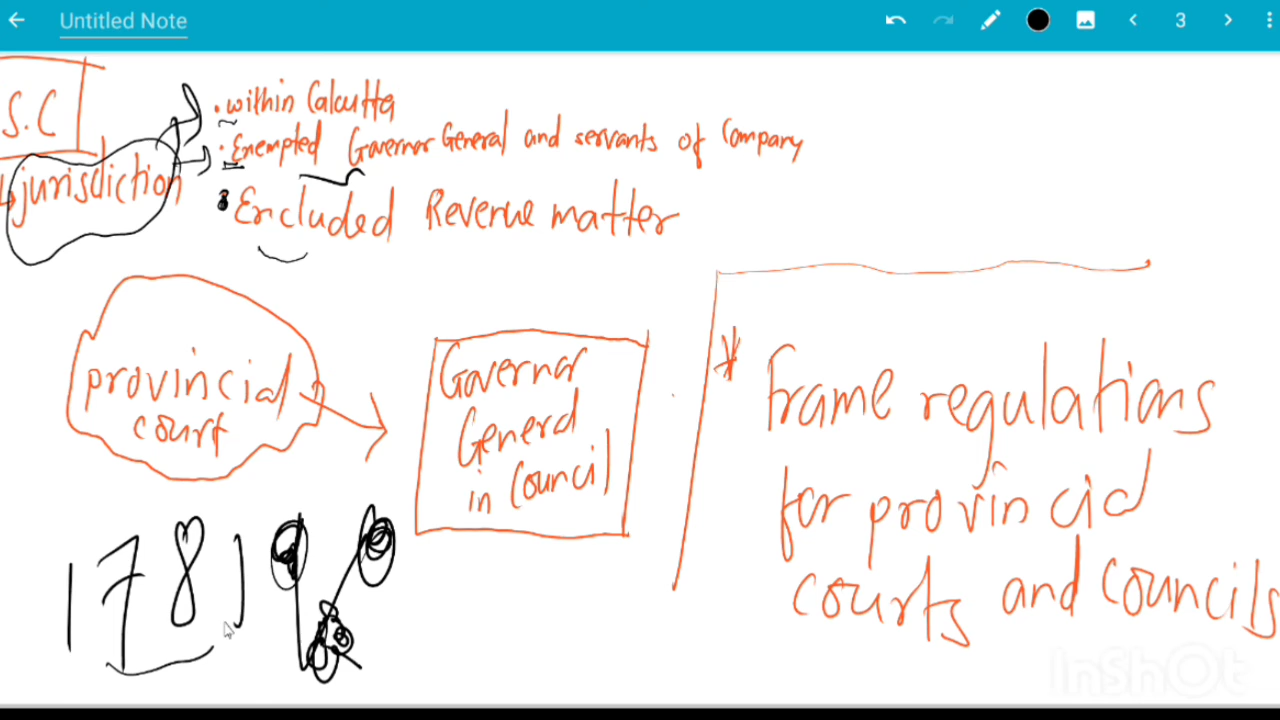 Untitled Note
3
S.C
jurisdiction
· within Calcutta
· Exempted Governor General and servants of Company
· Excluded Revenue matter
provincial
court
Governor
General
in Council
* Frame regulations
for provincial
courts and councils
1781
InShOt